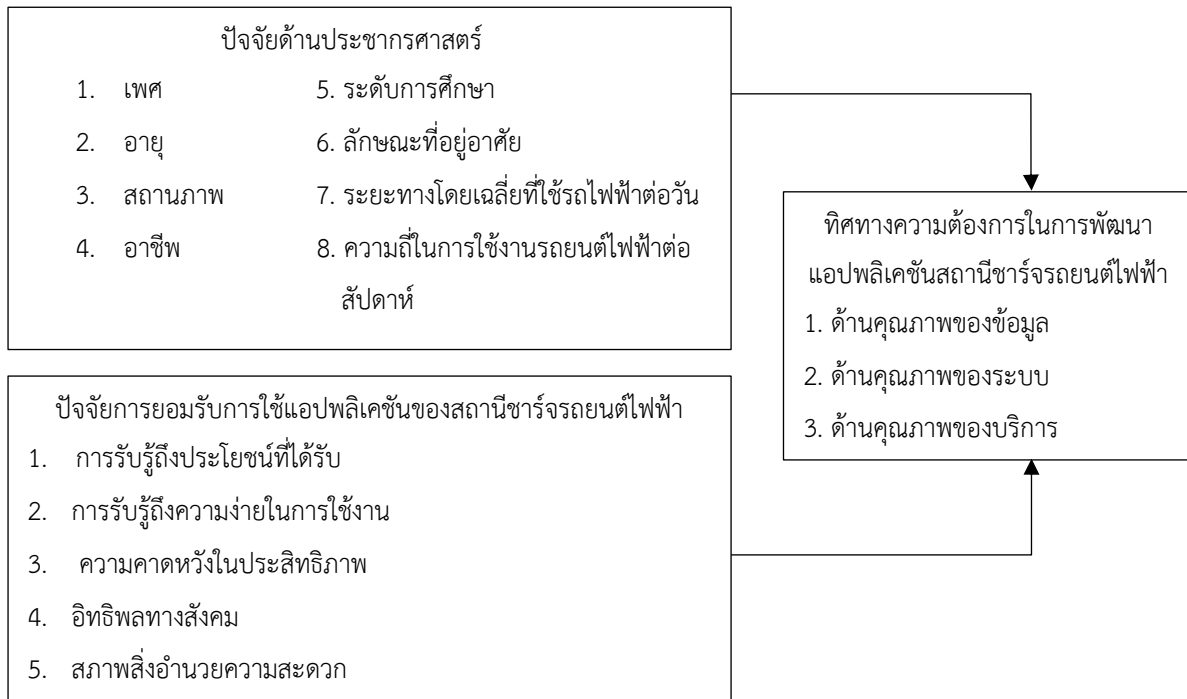 ปัจจัยด้านประชากรศาสตร์
1. เพศ
2. อายุ
3. สถานภาพ
4. อาชีพ
5. ระดับการศึกษา
6. ลักษณะที่อยู่อาศัย
7. ระยะทางโดยเฉลี่ยที่ใช้รถไฟฟ้าต่อวัน
8. ความถี่ในการใช้งานรถยนต์ไฟฟ้าต่อ
สัปดาห์
ปัจจัยการยอมรับการใช้แอปพลิเคชันของสถานีชาร์จรถยนต์ไฟฟ้า
1. การรับรู้ถึงประโยชน์ที่ได้รับ
2. การรับรู้ถึงความง่ายในการใช้งาน
3. ความคาดหวังในประสิทธิภาพ
4. อิทธิพลทางสังคม
5. สภาพสิ่งอำนวยความสะดวก
ทิศทางความต้องการในการพัฒนา
แอปพลิเคชันสถานีชาร์จรถยนต์ไฟฟ้า
1. ด้านคุณภาพของข้อมูล
2. ด้านคุณภาพของระบบ
3. ด้านคุณภาพของบริการ